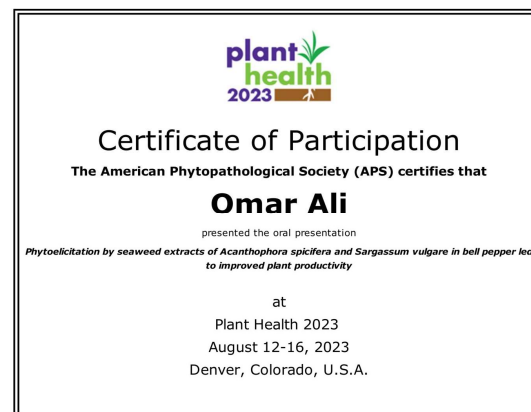 plant
health
2023
Certificate of Participation
The American Phytopathological Society (APS) certifies that
Omar Ali
presented the oral presentation
Phytoelicitation by seaweed extracts of Acanthophora spicifera and Sargassum vulgare in bell pepper led
to improved plant productivity
at
Plant Health 2023
August 12-16, 2023
Denver, Colorado, U.S.A.